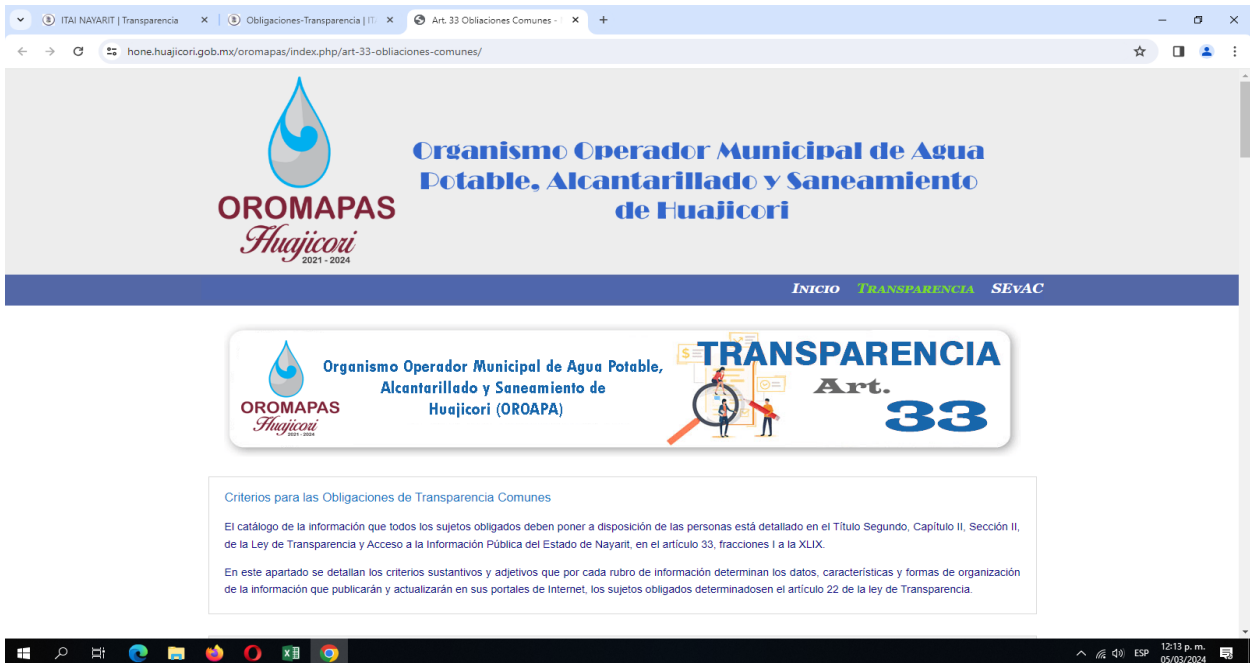 ITAI NAYARIT | Transparencia
Obligaciones-Transparencia | IT
Art. 33 Obliaciones Comunes -
hone.huajicori.gob.mx/oromapas/index.php/art-33-obliaciones-comunes/
OROMAPAS
Huajicori
2021 - 2024
Organismo Operador Municipal de Agua
Potable, Alcantarillado y Saneamiento
de Huajicori
Inicio Transparencia SEvAC
OROMAPAS
Huajicori
2021 - 2024
Organismo Operador Municipal de Agua Potable,
Alcantarillado y Saneamiento de
Huajicori (OROAPA)
TRANSPARENCIA
Art.
33
Criterios para las Obligaciones de Transparencia Comunes
El catálogo de la información que todos los sujetos obligados deben poner a disposición de las personas está detallado en el Título Segundo, Capítulo II, Sección II,
de la Ley de Transparencia y Acceso a la Información Pública del Estado de Nayarit, en el artículo 33, fracciones I a la XLIX.
En este apartado se detallan los criterios sustantivos y adjetivos que por cada rubro de información determinan los datos, características y formas de organización
de la información que publicarán y actualizarán en sus portales de Internet, los sujetos obligados determinadosen el artículo 22 de la ley de Transparencia.
ESP
12:13 p. m.
05/03/2024